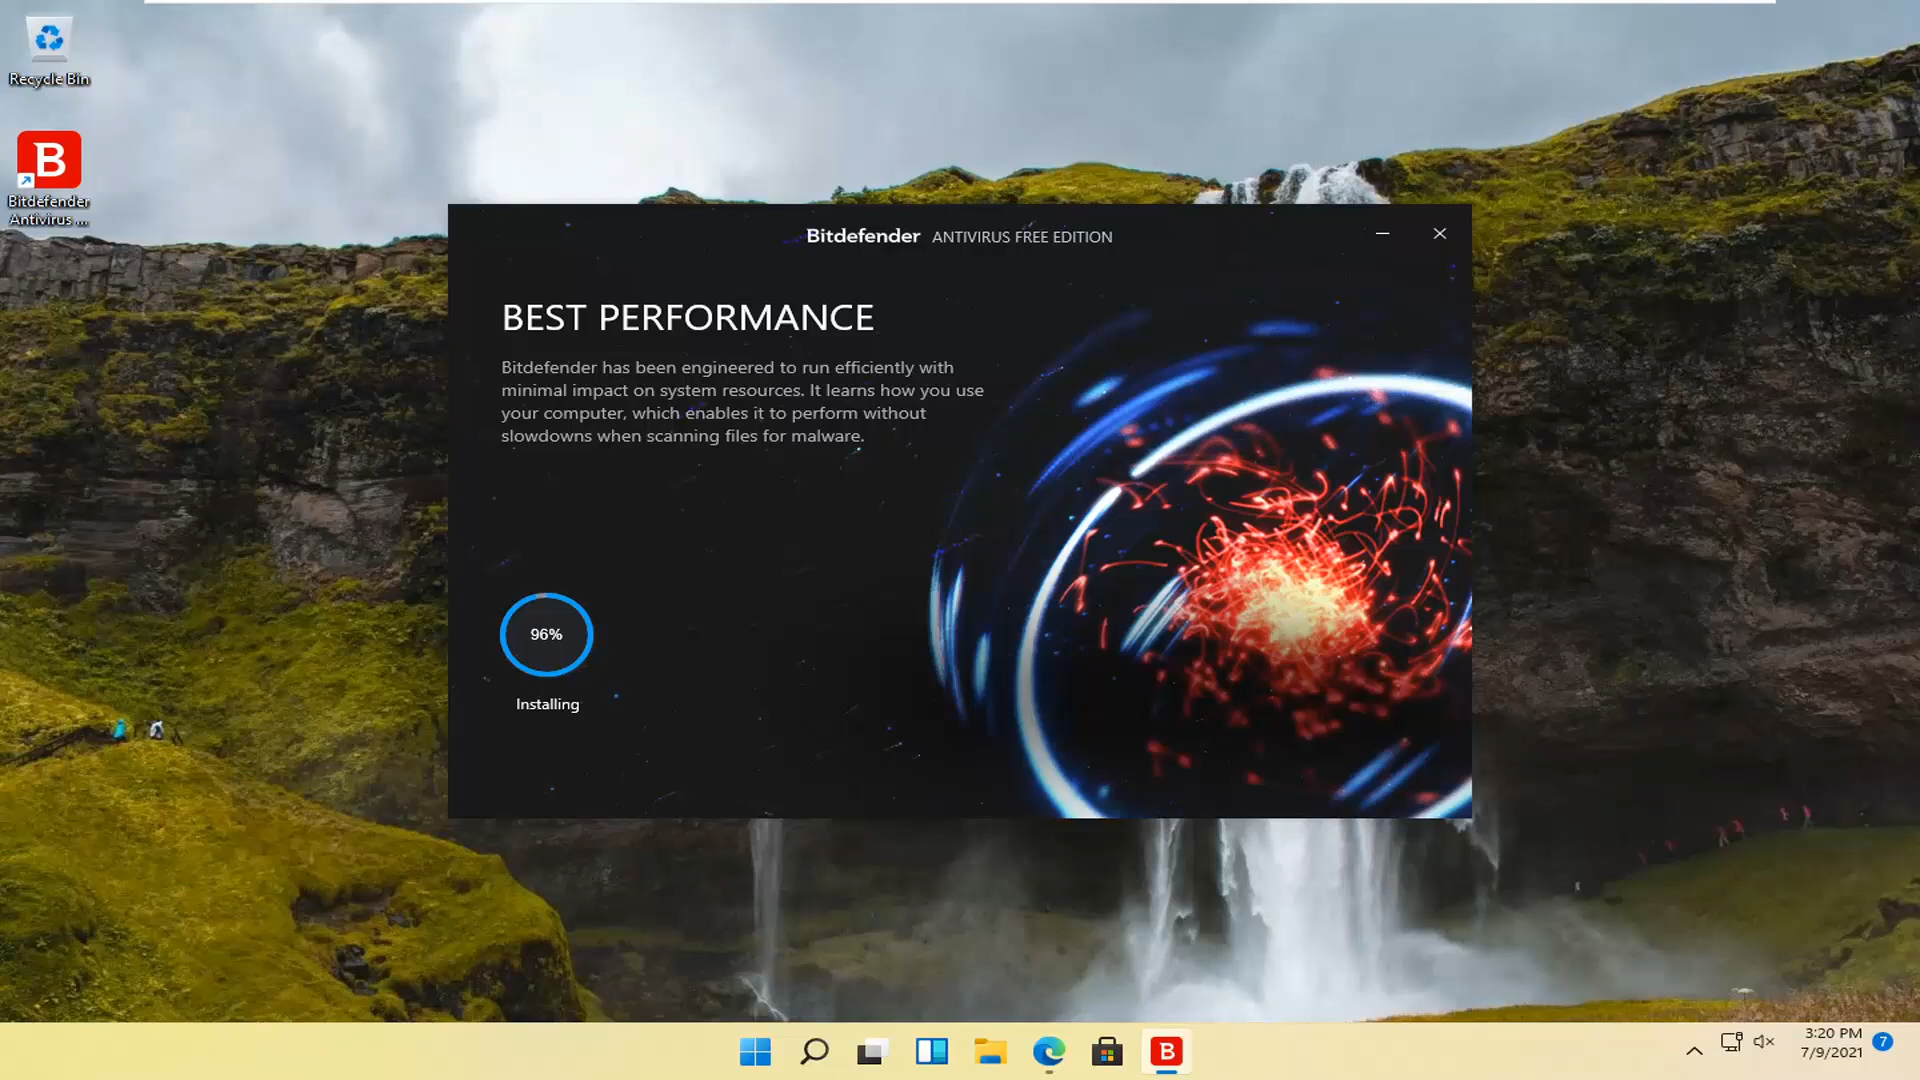 Recycle Bin
B
Bitdefender
Antivirus ...
Bitdefender ANTIVIRUS FREE EDITION
BEST PERFORMANCE
Bitdefender has been engineered to run efficiently with
minimal impact on system resources. It learns how you use
your computer, which enables it to perform without
slowdowns when scanning files for malware.
96%
Installing
B
3:20 PM
7/9/2021
7